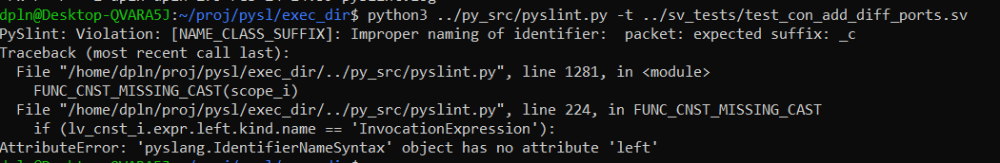 dpln@Desktop-QVARA5J:~/proj/pysl/exec_dir$ python3 ../py_src/pyslint.py -t ../sv_tests/test_con_add_diff_ports.sv
PySlint: Violation: [NAME_CLASS_SUFFIX]: Improper naming of identifier:  packet: expected suffix: _c
Traceback (most recent call last):
  File "/home/dpln/proj/pysl/exec_dir/../py_src/pyslint.py", line 1281, in <module>
    FUNC_CNST_MISSING_CAST(scope_i)
  File "/home/dpln/proj/pysl/exec_dir/../py_src/pyslint.py", line 224, in FUNC_CNST_MISSING_CAST
    if (lv_cnst_i.expr.left.kind.name == 'InvocationExpression'):
AttributeError: 'pyslang.IdentifierNameSyntax' object has no attribute 'left'